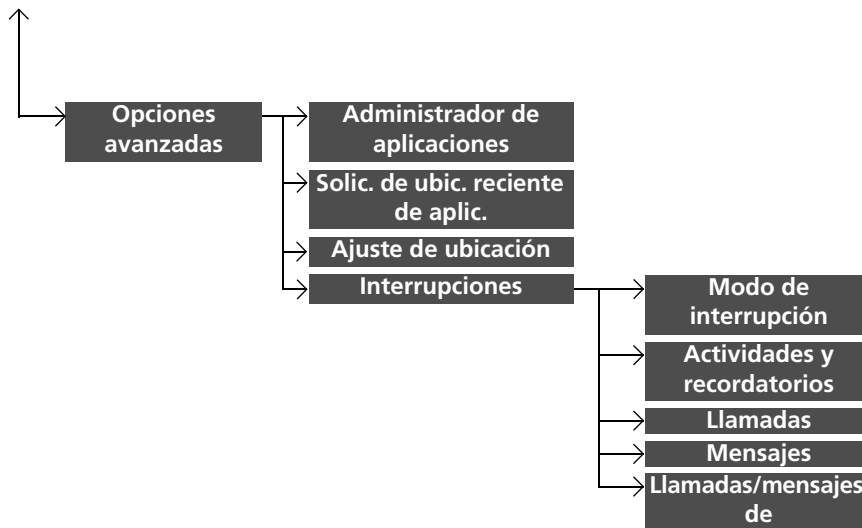 Opciones
avanzadas
Administrador de
aplicaciones
Solic. de ubic. reciente
de aplic.
Ajuste de ubicación
Interrupciones
Modo de
interrupción
Actividades y
recordatorios
Llamadas
Mensajes
Llamadas/mensajes
de